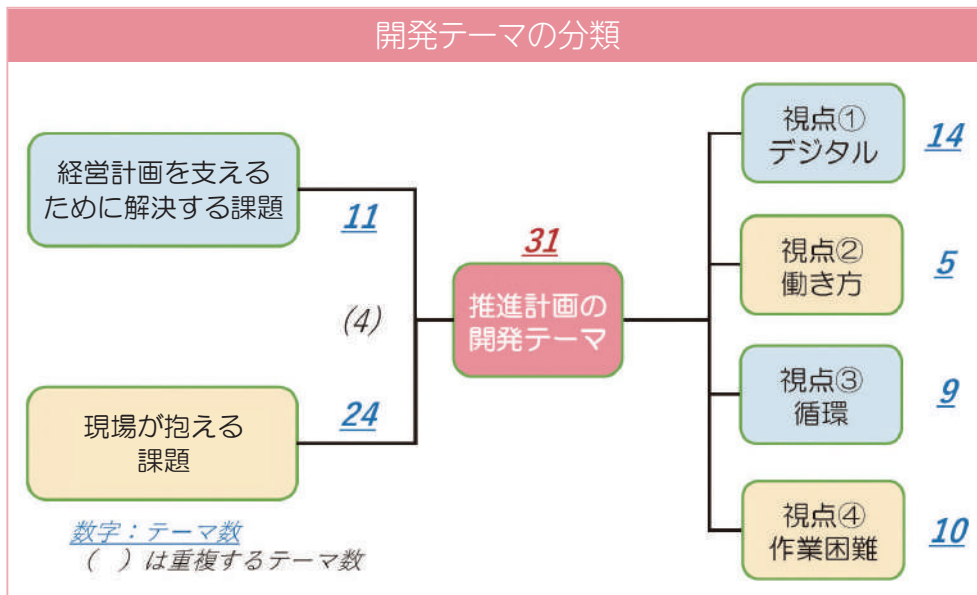 開発テーマの分類
経営計画を支える
ために解決する課題
11
(4)
現場が抱える
課題
24
数字：テーマ数
（　）は重複するテーマ数
31
推進計画の
開発テーマ
視点①
デジタル
14
視点②
働き方
5
視点③
循環
9
視点④
作業困難
10